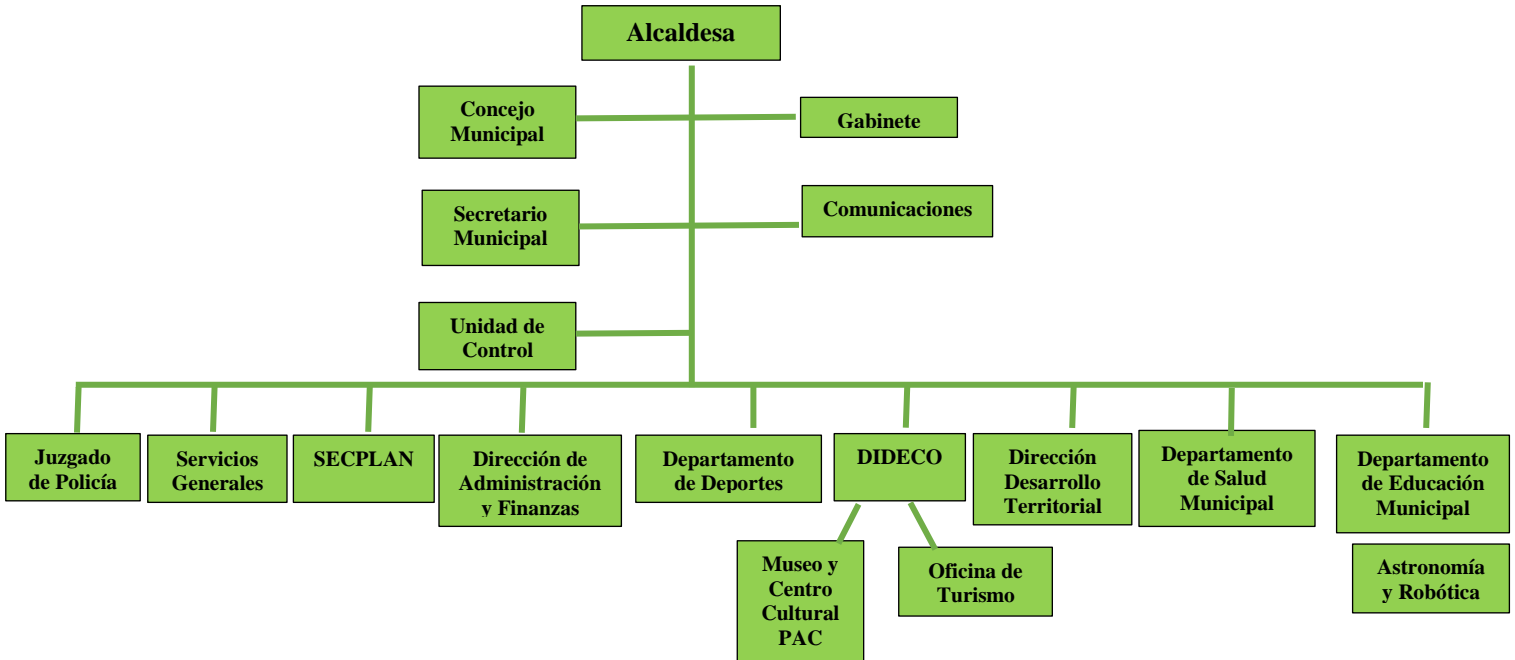 Alcaldesa
Concejo
Municipal
Gabinete
Secretario
Municipal
Comunicaciones
Unidad de
Control
Juzgado
de Policía
Servicios
Generales
SECPLAN
Dirección de
Administración
y Finanzas
Departamento
de Deportes
DIDECO
Dirección
Desarrollo
Territorial
Departamento
de Salud
Municipal
Departamento
de Educación
Municipal
Museo y
Centro
Cultural
PAC
Oficina de
Turismo
Astronomía
y Robótica